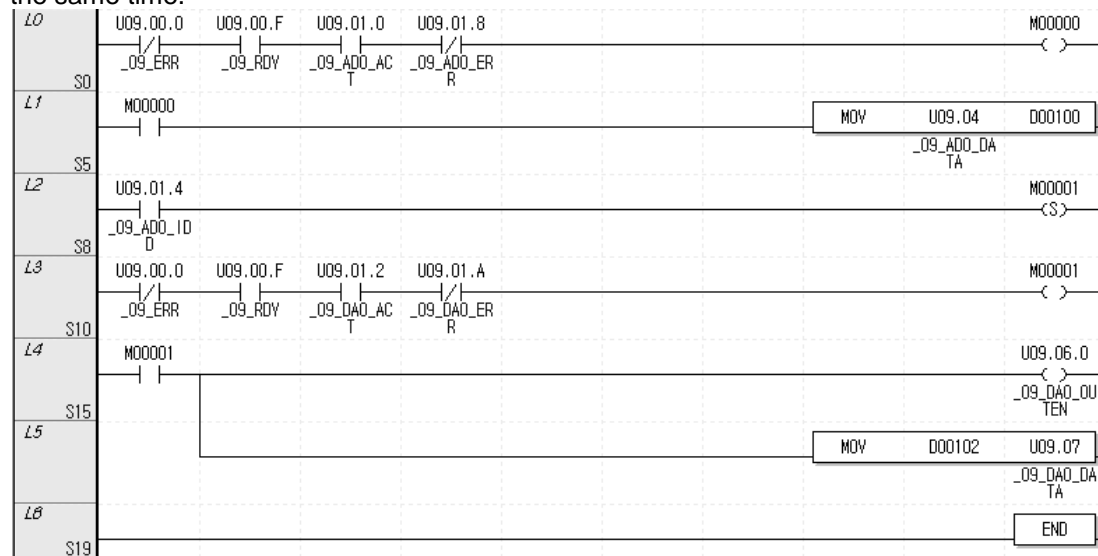 the same time.
L0 U09.00.0 U09.00.F U09.01.0 U09.01.8 M00000
_09_ERR _09_RDY _09_AD0_AC _09_AD0_ER
T R
S0
L1 M00000
MOV U09.04 D00100
_09_AD0_DA
TA
S5
L2 U09.01.4 M00001
(S)
_09_AD0_ID
D
S8
L3 U09.00.0 U09.00.F U09.01.2 U09.01.A M00001
_09_ERR _09_RDY _09_DA0_AC _09_DA0_ER
T R
S10
L4 M00001 U09.06.0
_09_DA0_OU
TEN
S15
L5
MOV D00102 U09.07
_09_DA0_DA
TA
L6
END
S19